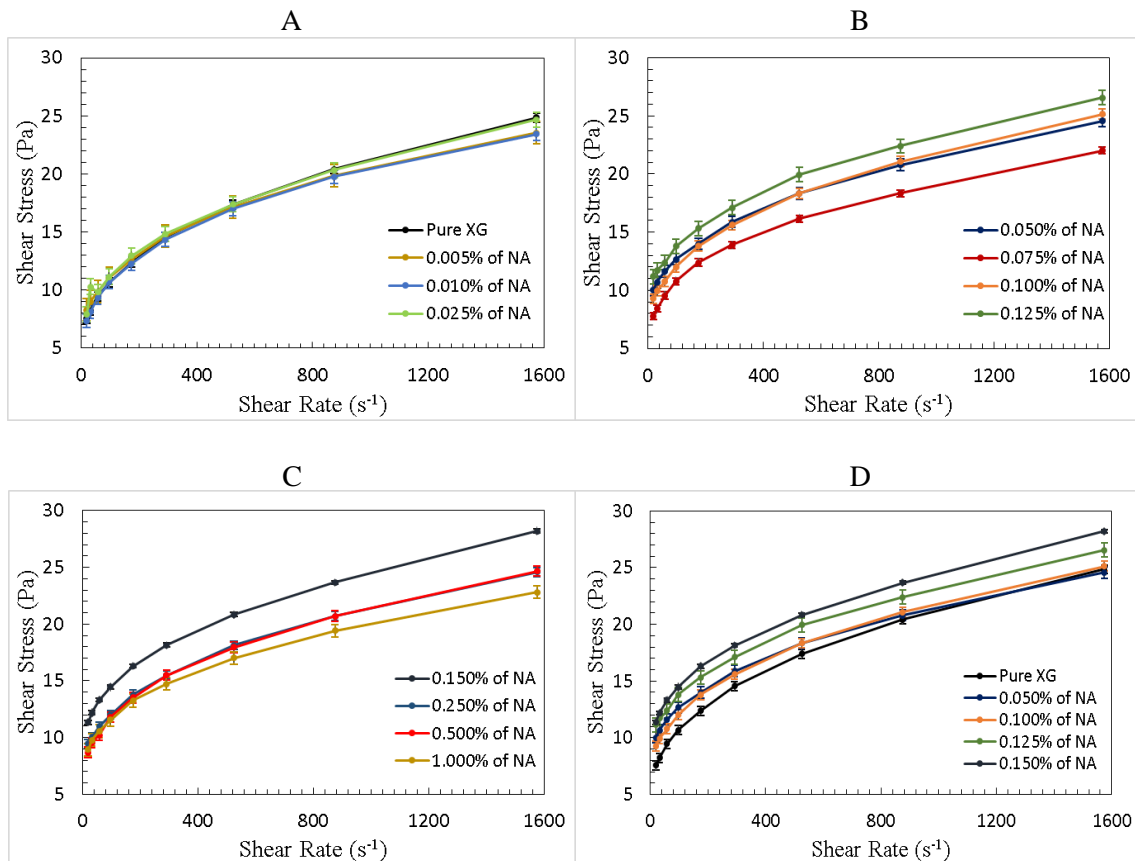 A
30
25
20
15
10
5
Shear Stress (Pa)
Pure XG
0.005% of NA
0.010% of NA
0.025% of NA
0 400 800 1200 1600
Shear Rate (s⁻¹)
B
30
25
20
15
10
5
Shear Stress (Pa)
0.050% of NA
0.075% of NA
0.100% of NA
0.125% of NA
0 400 800 1200 1600
Shear Rate (s⁻¹)
C
30
25
20
15
10
5
Shear Stress (Pa)
0.150% of NA
0.250% of NA
0.500% of NA
1.000% of NA
0 400 800 1200 1600
Shear Rate (s⁻¹)
D
30
25
20
15
10
5
Shear Stress (Pa)
Pure XG
0.050% of NA
0.100% of NA
0.125% of NA
0.150% of NA
0 400 800 1200 1600
Shear Rate (s⁻¹)